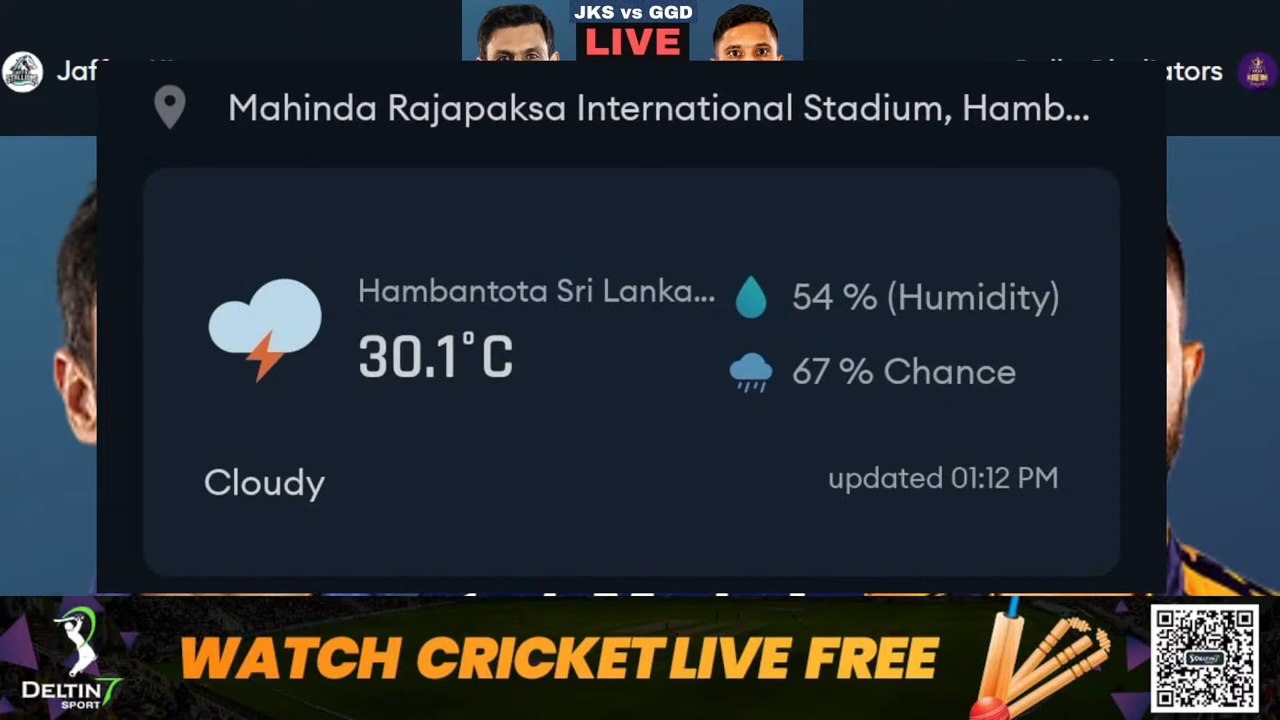 JKS vs GGD
LIVE
Jaff
ators
Mahinda Rajapaksa International Stadium, Hamb...
Hambantota Sri Lanka...
54 % (Humidity)
30.1°C
67 % Chance
Cloudy
updated 01:12 PM
WATCH CRICKET LIVE FREE
DELTIN7
SPORT